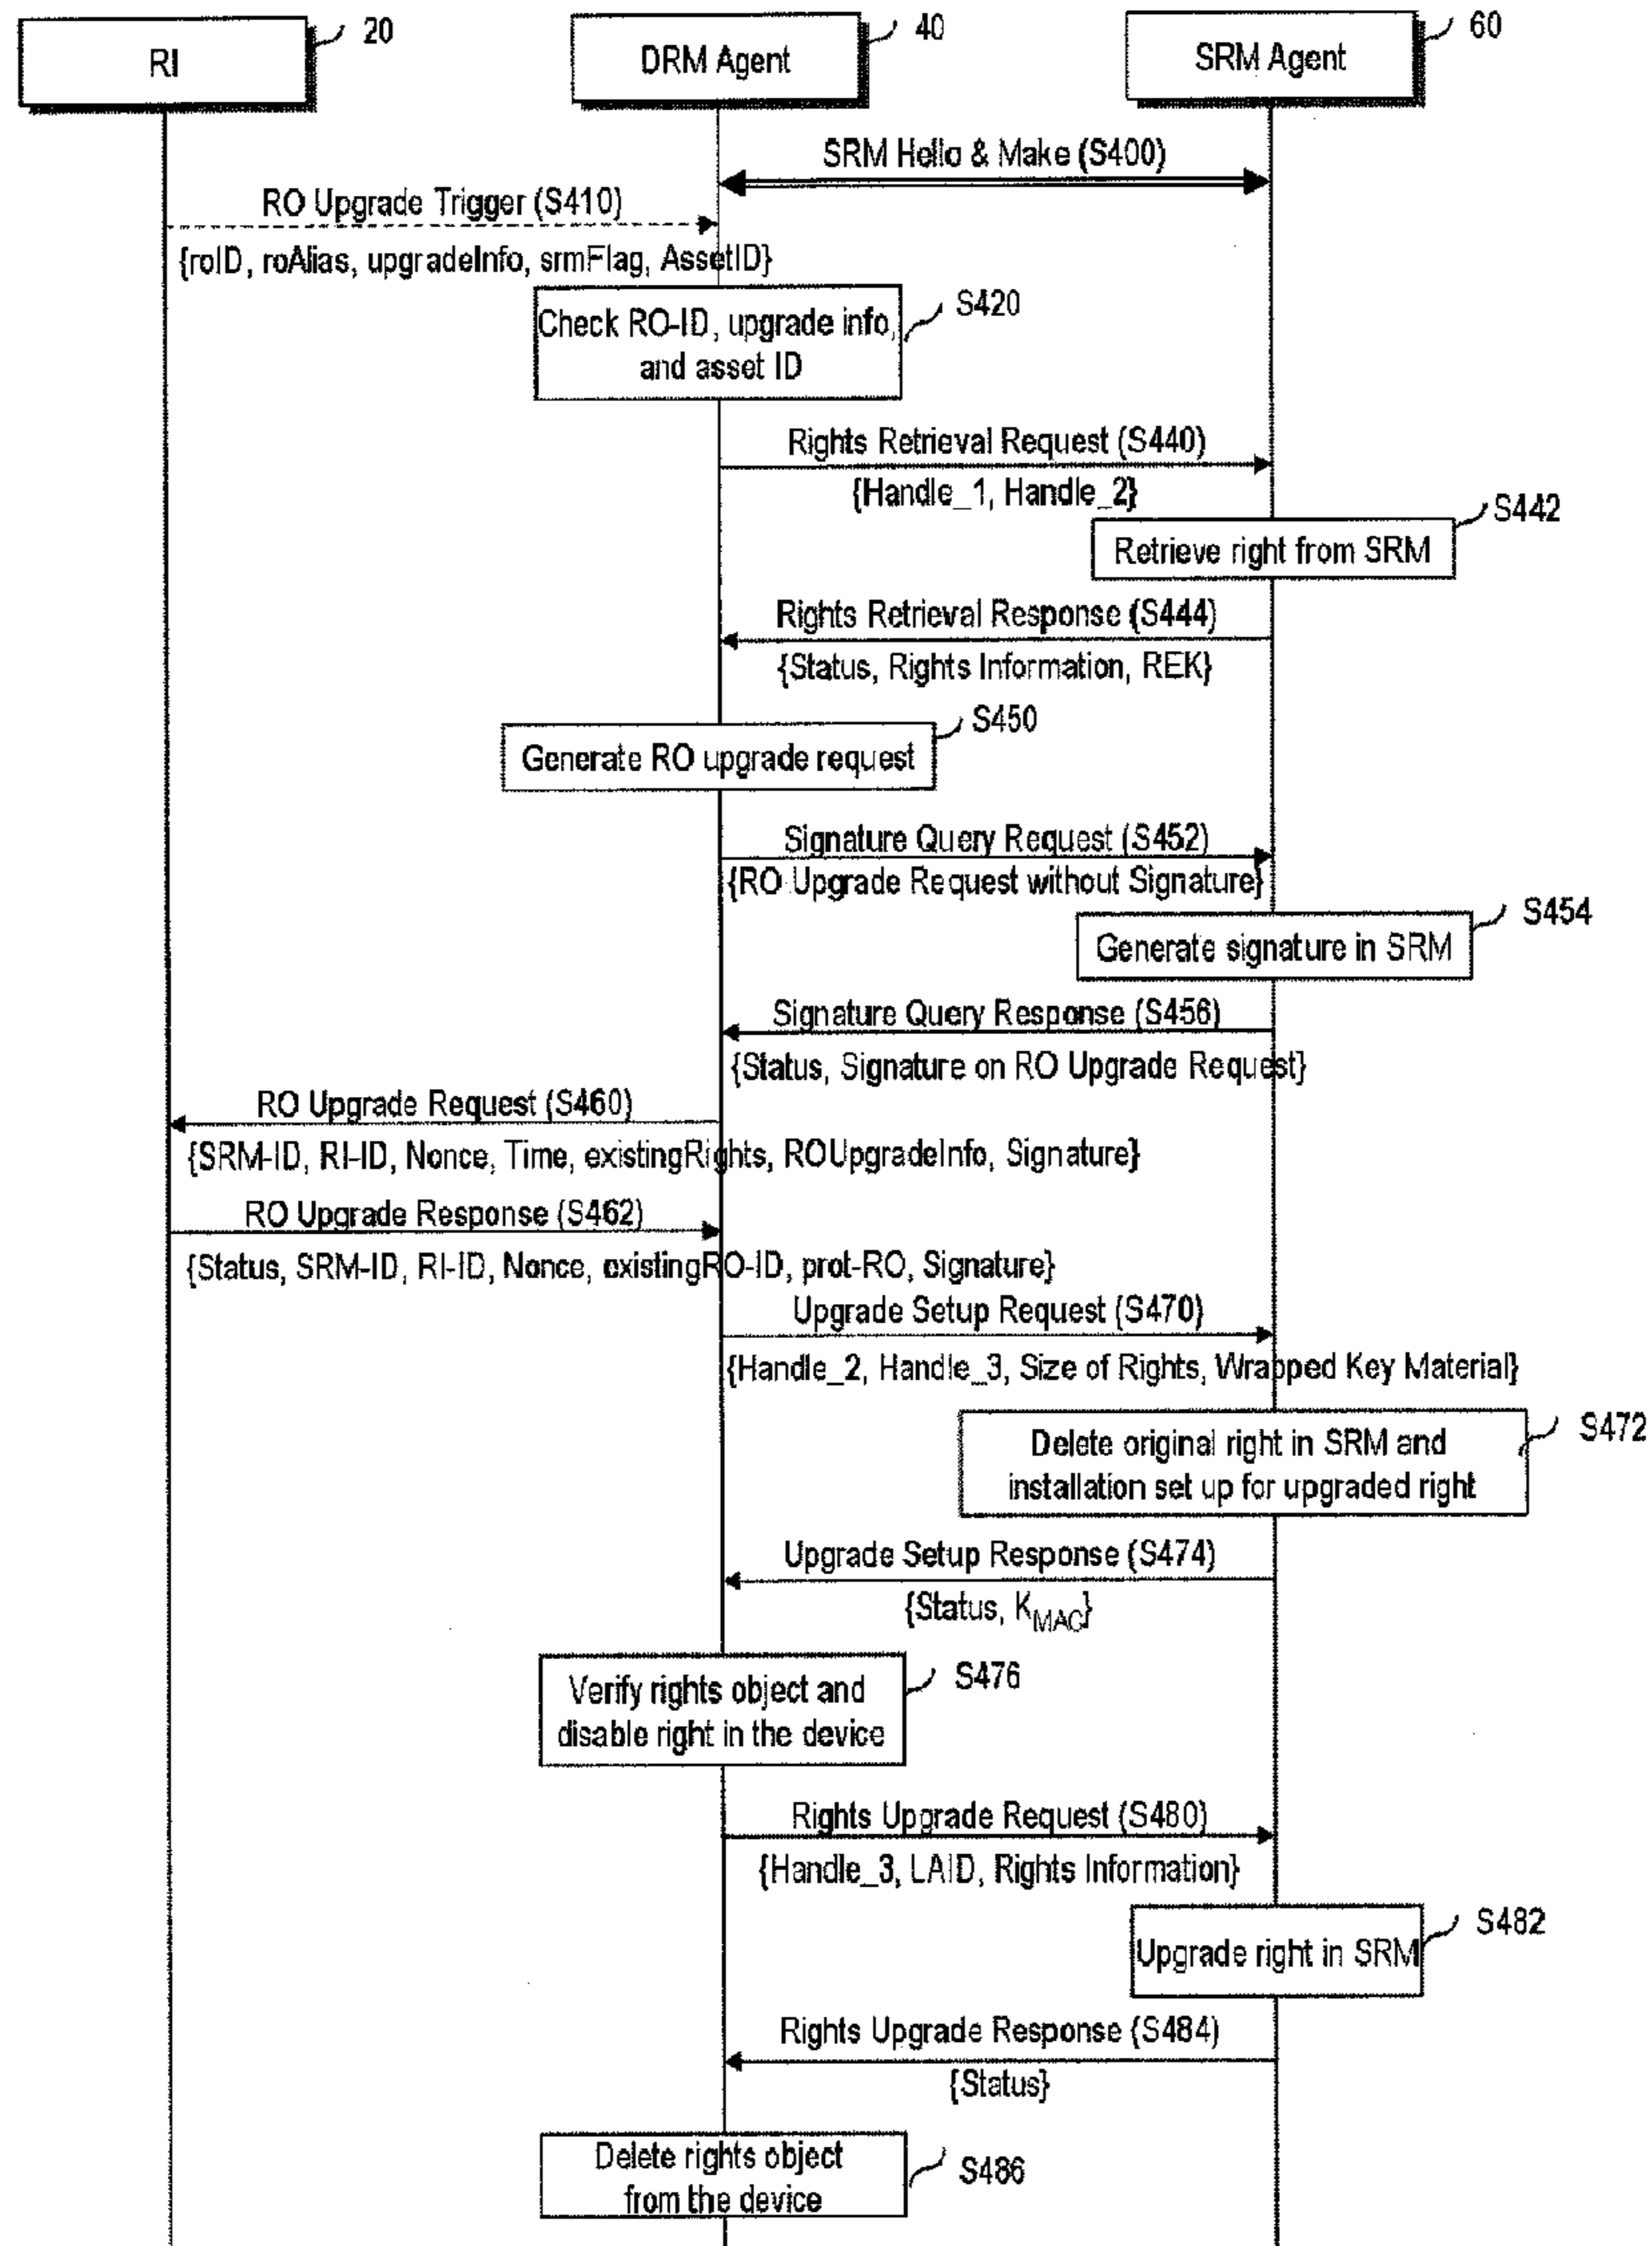 RI
20
DRM Agent
40
SRM Agent
60
SRM Hello & Make (S400)
RO Upgrade Trigger (S410)
{roID, roAlias, upgradeInfo, srmFlag, AssetID}
Check RO-ID, upgrade info,
and asset ID
S420
Rights Retrieval Request (S440)
{Handle_1, Handle_2}
S442
Retrieve right from SRM
Rights Retrieval Response (S444)
{Status, Rights Information, REK}
S450
Generate RO upgrade request
Signature Query Request (S452)
{RO Upgrade Request without Signature}
S454
Generate signature in SRM
Signature Query Response (S456)
{Status, Signature on RO Upgrade Request}
RO Upgrade Request (S460)
{SRM-ID, RI-ID, Nonce, Time, existingRights, ROUpgradeInfo, Signature}
RO Upgrade Response (S462)
{Status, SRM-ID, RI-ID, Nonce, existingRO-ID, prot-RO, Signature}
Upgrade Setup Request (S470)
{Handle_2, Handle_3, Size of Rights, Wrapped Key Material}
S472
Delete original right in SRM and
installation set up for upgraded right
Upgrade Setup Response (S474)
{Status, KMAC}
S476
Verify rights object and
disable right in the device
Rights Upgrade Request (S480)
{Handle_3, LAID, Rights Information}
S482
Upgrade right in SRM
Rights Upgrade Response (S484)
{Status}
Delete rights object
from the device
S486